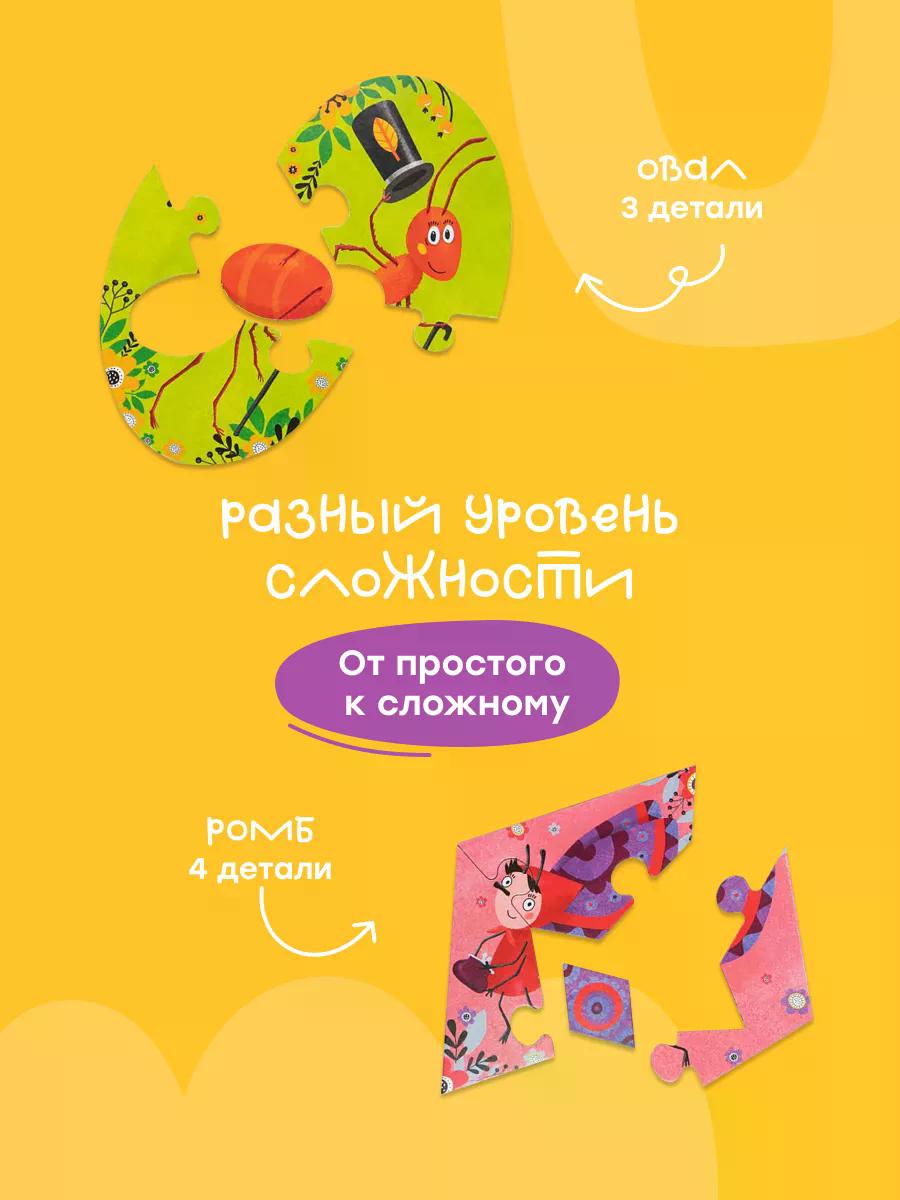 овал
3 детали
разный уровень
сложности
От простого
к сложному
ромб
4 детали